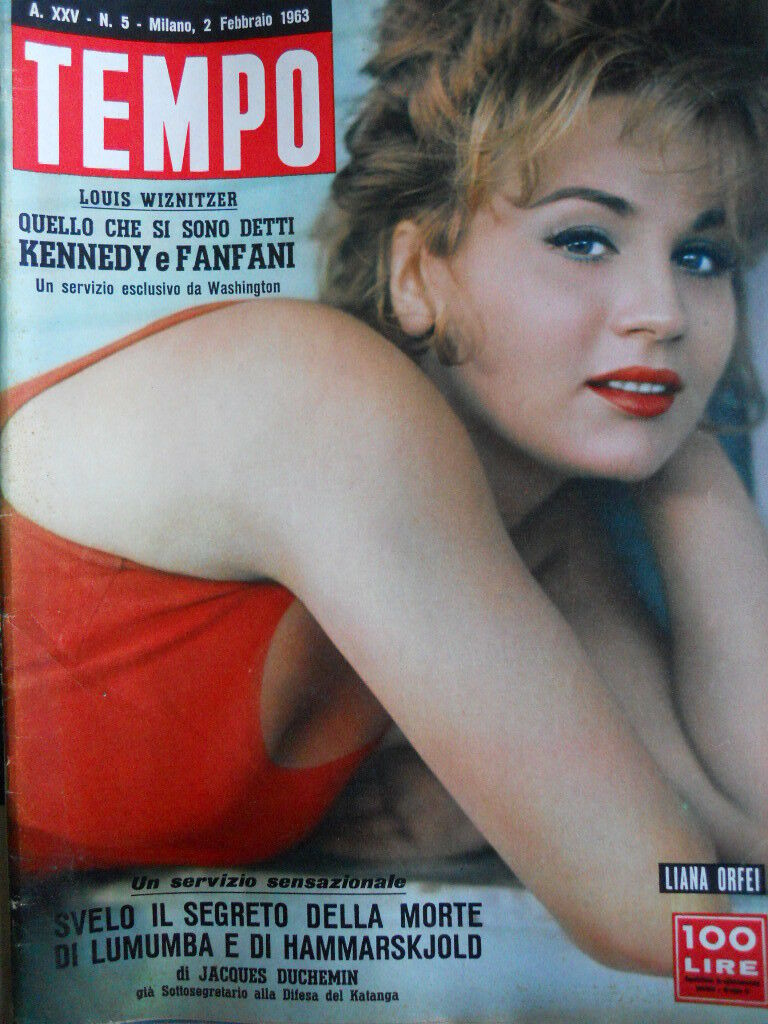 A. XXV - N. 5 - Milano, 2 Febbraio 1963
TEMPO
LOUIS WIZNITZER
QUELLO CHE SI SONO DETTI
KENNEDY e FANFANI
Un servizio esclusivo da Washington
Un servizio sensazionale
SVELO IL SEGRETO DELLA MORTE
DI LUMUMBA E DI HAMMARSKJOLD
di JACQUES DUCHEMIN
già Sottosegretario alla Difesa del Katanga
LIANA ORFEI
100
LIRE